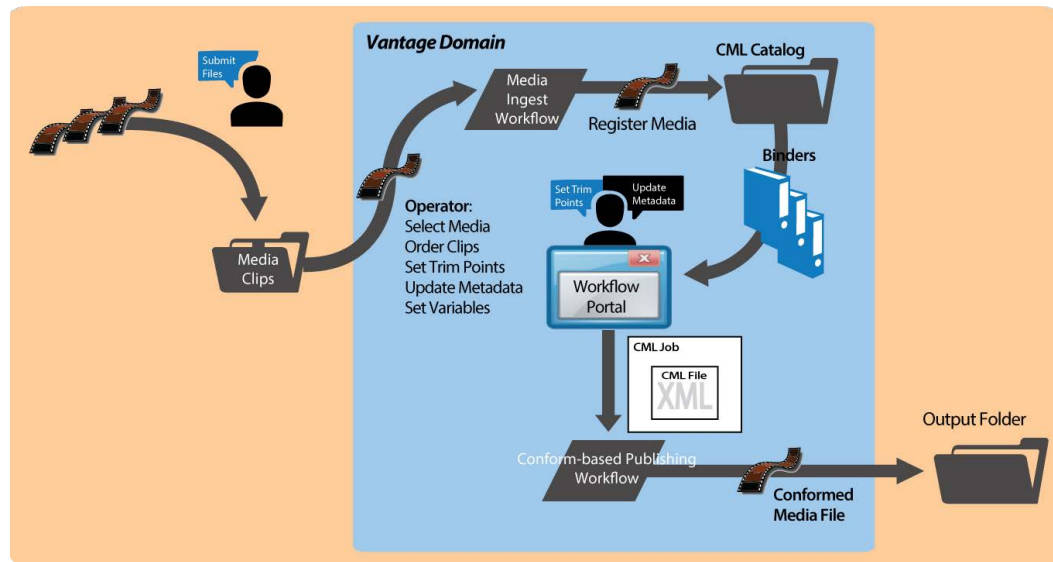 Vantage Domain
CML Catalog
Submit
Files
Media
Ingest
Workflow
Register Media
Binders
Set Trim
Points
Update
Metadata
Operator:
Select Media
Order Clips
Set Trim Points
Update Metadata
Set Variables
Media
Clips
Workflow
Portal
CML Job
CML File
XML
Conform-based Publishing
Workflow
Output Folder
Conformed
Media File